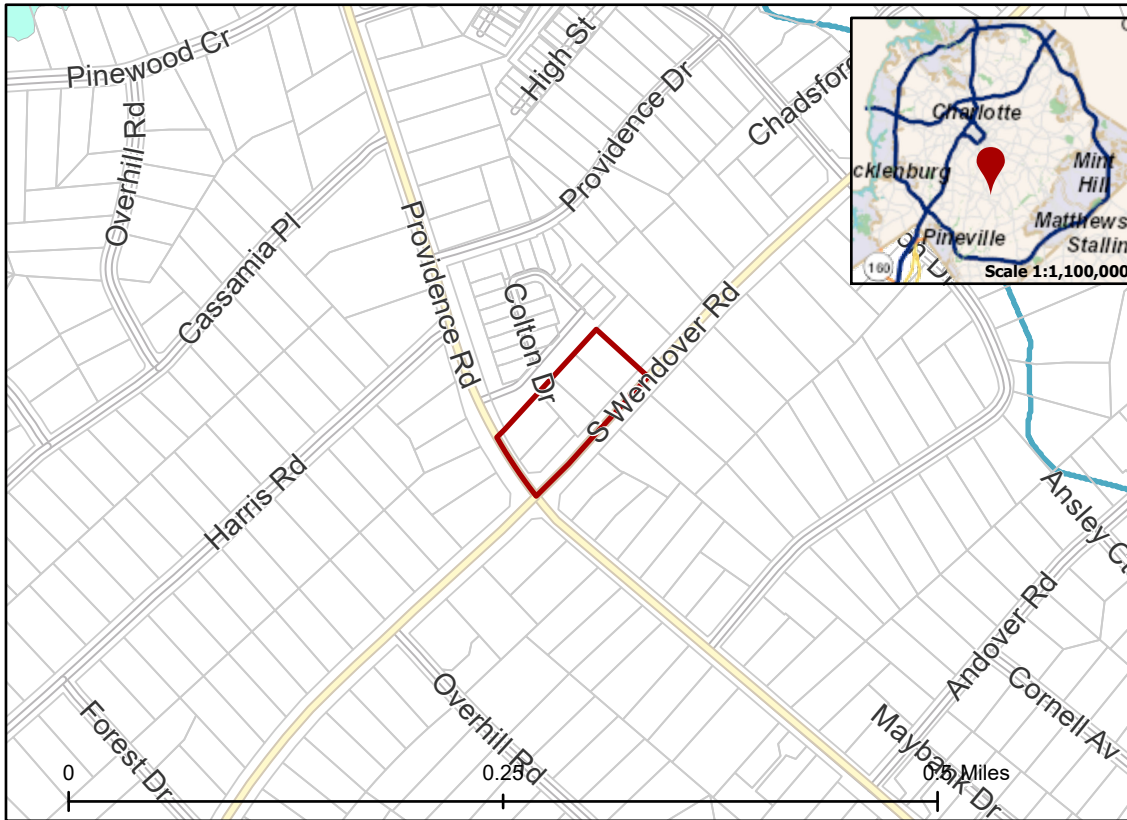 Pinewood Cr
High St
Overhill Rd
Providence Dr
Chadsford
Charlotte
cklenburg
Mint
Hill
Matthews
Stallin
Pineville
160
Scale 1:1,100,000
Providence Rd
Cassamia Pl
Colton Dr
S Wendover Rd
Harris Rd
Ansley Ct
Andover Rd
Cornell Av
Overhill Rd
Maybank Dr
Forest Dr
0
0.25
0.5 Miles